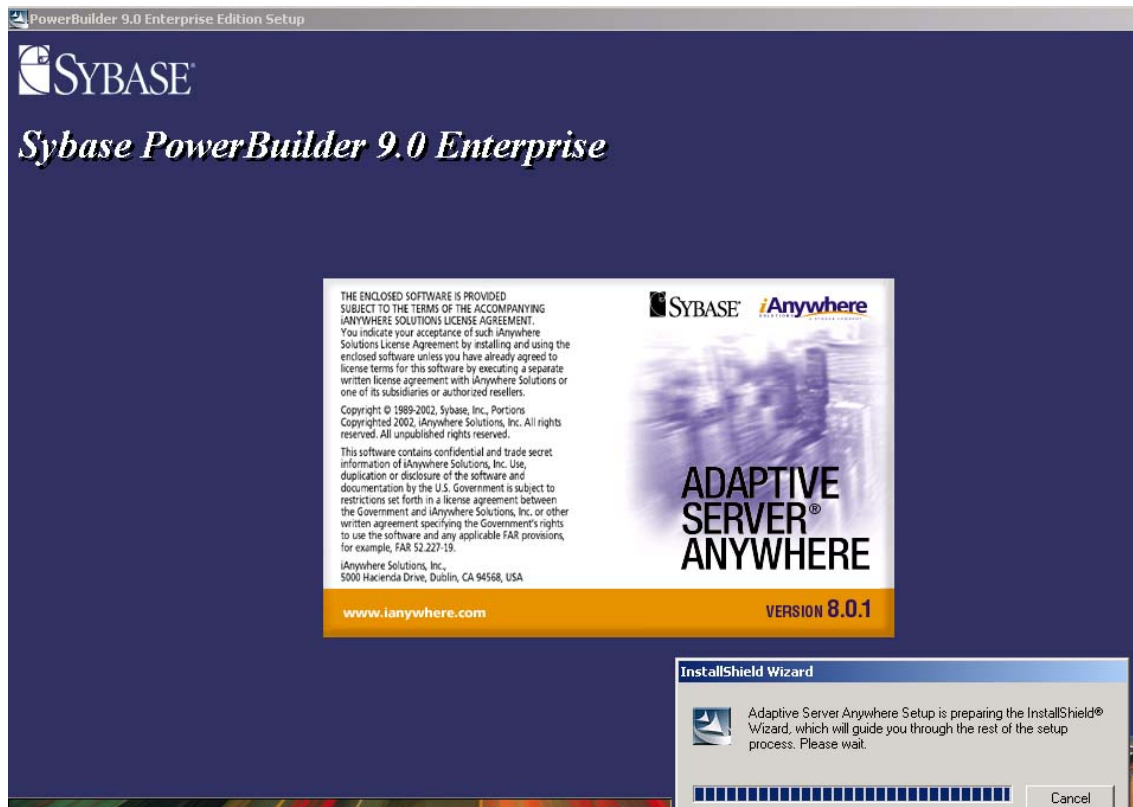 PowerBuilder 9.0 Enterprise Edition Setup
SYBASE®
Sybase PowerBuilder 9.0 Enterprise
THE ENCLOSED SOFTWARE IS PROVIDED
SUBJECT TO THE TERMS OF THE ACCOMPANYING
iANYWHERE SOLUTIONS LICENSE AGREEMENT.
You indicate your acceptance of such iAnywhere
Solutions License Agreement by installing and using the
enclosed software unless you have already agreed to
license terms for this software by executing a separate
written license agreement with iAnywhere Solutions or
one of its subsidiaries or authorized resellers.
Copyright © 1989-2002, Sybase, Inc., Portions
Copyrighted 2002, iAnywhere Solutions, Inc. All rights
reserved. All unpublished rights reserved.
This software contains confidential and trade secret
information of iAnywhere Solutions, Inc. Use,
duplication or disclosure of the software and
documentation by the U.S. Government is subject to
restrictions set forth in a license agreement between
the Government and iAnywhere Solutions, Inc. or other
written agreement specifying the Government's rights
to use the software and any applicable FAR provisions,
for example, FAR 52.227-19.
iAnywhere Solutions, Inc.,
5000 Hacienda Drive, Dublin, CA 94568, USA
SYBASE® iAnywhere
SOLUTIONS A SYBASE COMPANY
ADAPTIVE
SERVER®
ANYWHERE
www.ianywhere.com
VERSION 8.0.1
InstallShield Wizard
Adaptive Server Anywhere Setup is preparing the InstallShield®
Wizard, which will guide you through the rest of the setup
process. Please wait.
Cancel